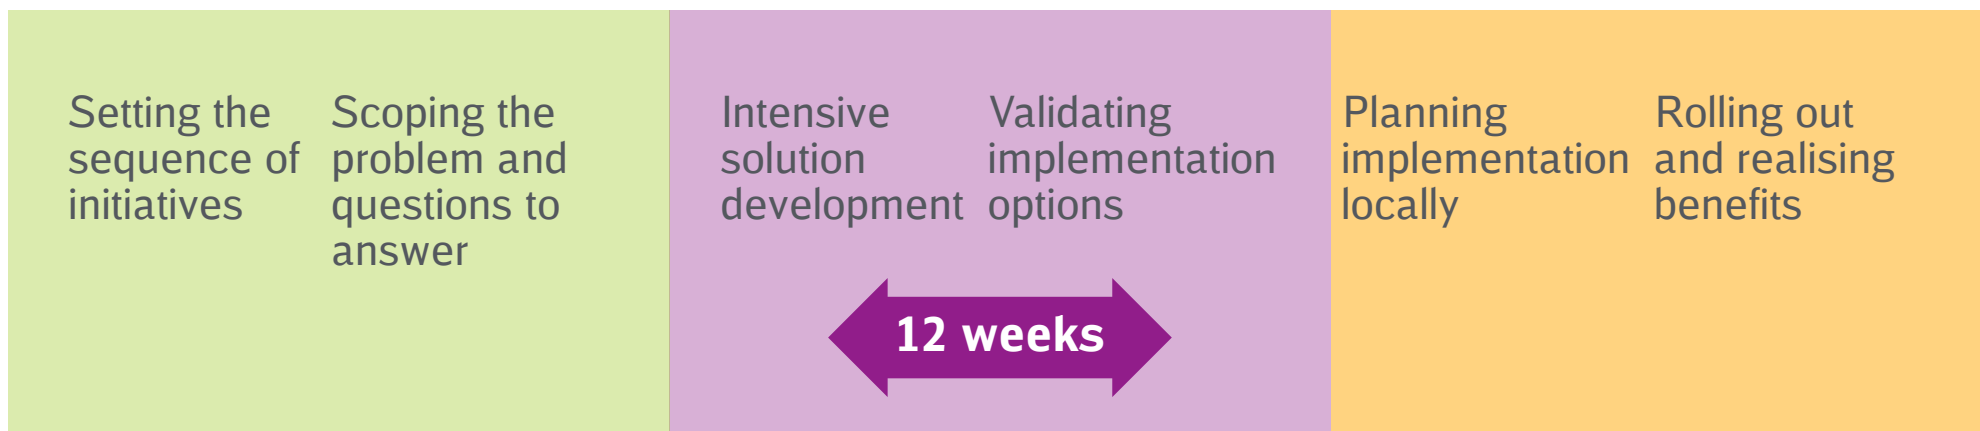 Setting the
sequence of
initiatives
Scoping the
problem and
questions to
answer
Intensive
solution
development
Validating
implementation
options
12 weeks
Planning
implementation
locally
Rolling out
and realising
benefits